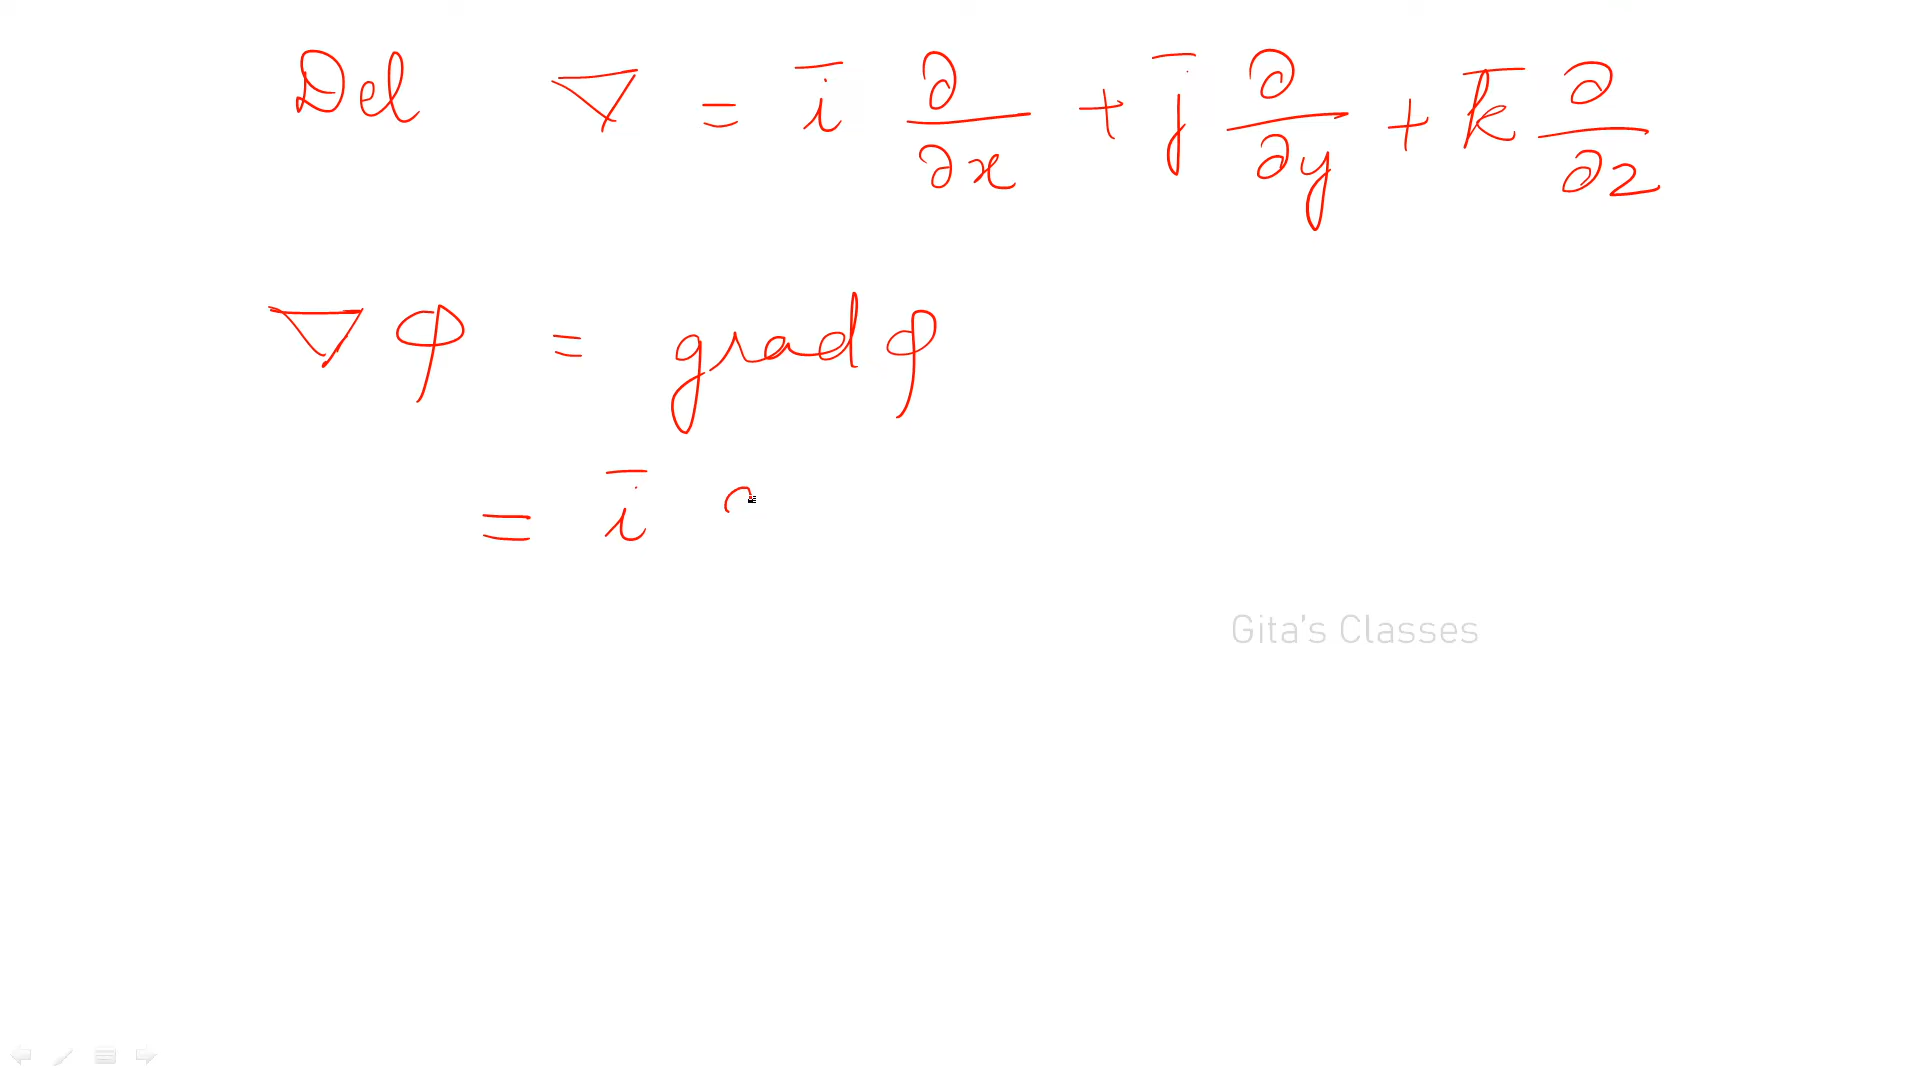 Del ∇ = i̅ ∂/∂x + j̅ ∂/∂y + k̅ ∂/∂z
∇φ = grad φ
= i̅
Gita's Classes